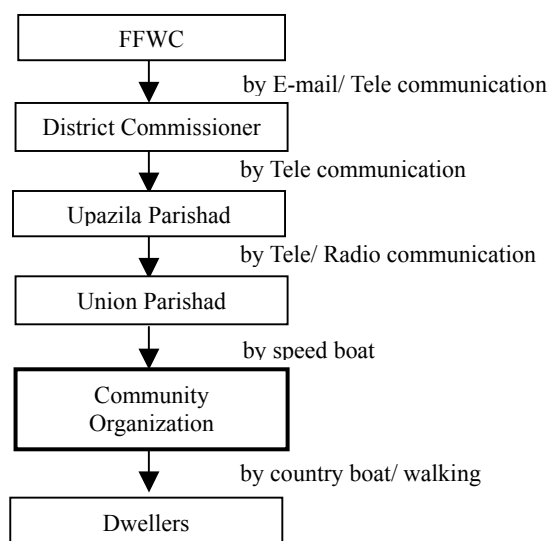 FFWC
by E-mail/ Tele communication
District Commissioner
by Tele communication
Upazila Parishad
by Tele/ Radio communication
Union Parishad
by speed boat
Community
Organization
by country boat/ walking
Dwellers